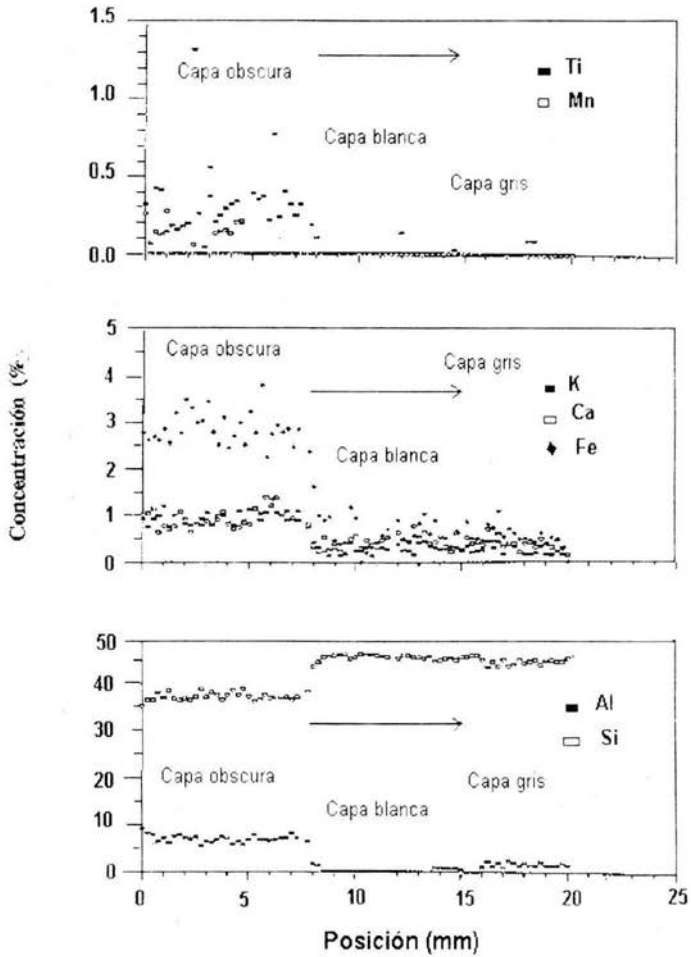 1.5
1.0
0.5
0.0
Capa obscura
Ti
Mn
Capa blanca
Capa gris
Concentración (%)
5
4
3
2
1
0
Capa obscura
Capa gris
K
Ca
Fe
Capa blanca
50
40
30
20
10
0
Al
Si
Capa obscura
Capa gris
Capa blanca
0 5 10 15 20 25
Posición (mm)